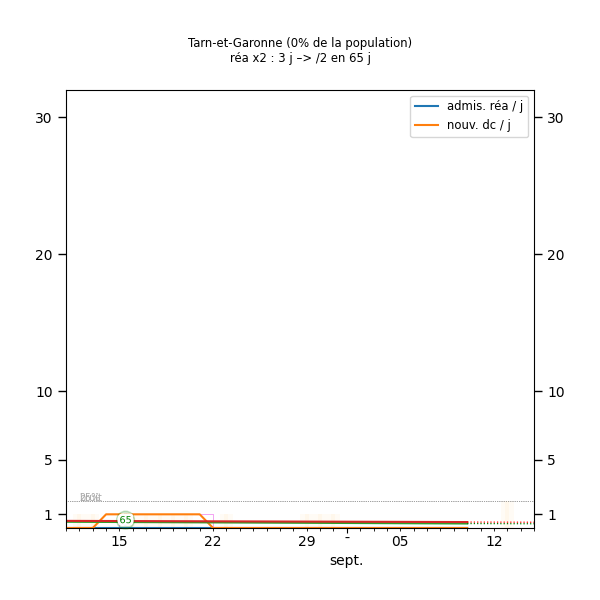 Tarn-et-Garonne (0% de la population)
réa x2 : 3 j –> /2 en 65 j
admis. réa / j
nouv. dc / j
30 30
20 20
10 10
5 5
1 1
65
15 22 29 - 05 12
sept.